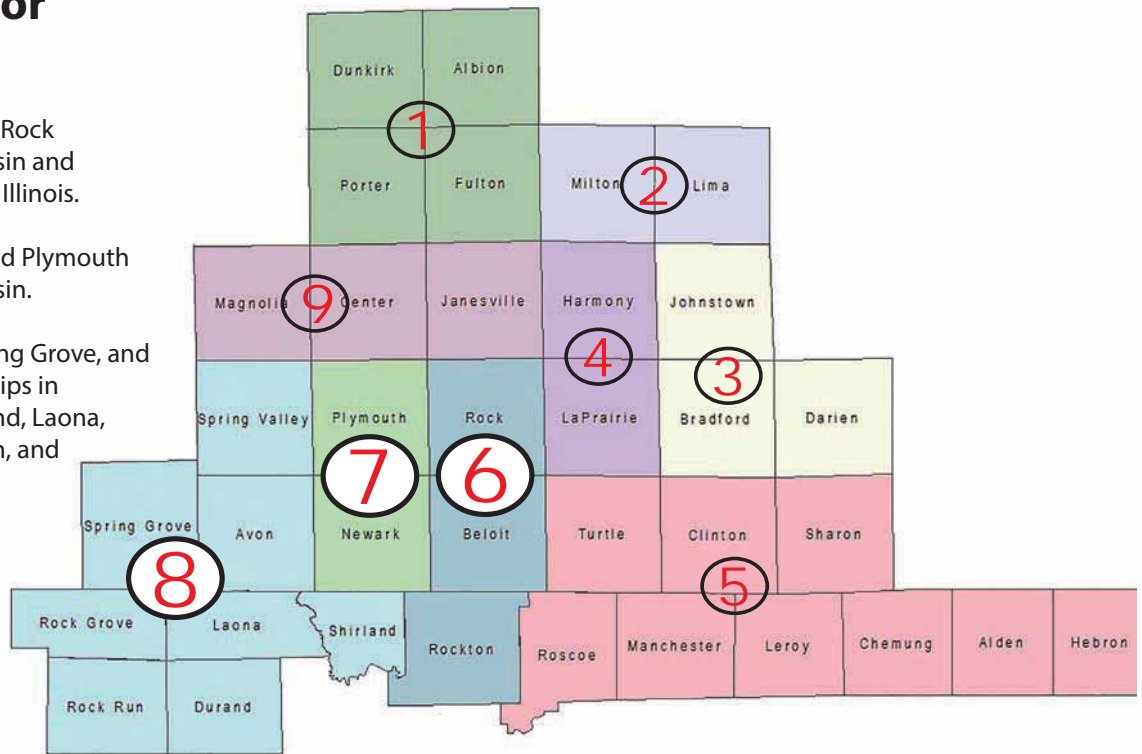 or
Rock
sin and
Illinois.
d Plymouth
sin.
ng Grove, and
hips in
nd, Laona,
n, and
Dunkirk
Albion
1
Porter
Fulton
Milton
2
Lima
Magnolia
9
Center
Janesville
Harmony
Johnstown
4
3
Spring Valley
Plymouth
Rock
LaPrairie
Bradford
Darien
7
6
Spring Grove
Avon
Newark
Beloit
Turtle
Clinton
Sharon
8
5
Rock Grove
Laona
Shirland
Rockton
Roscoe
Manchester
Leroy
Chemung
Alden
Hebron
Rock Run
Durand